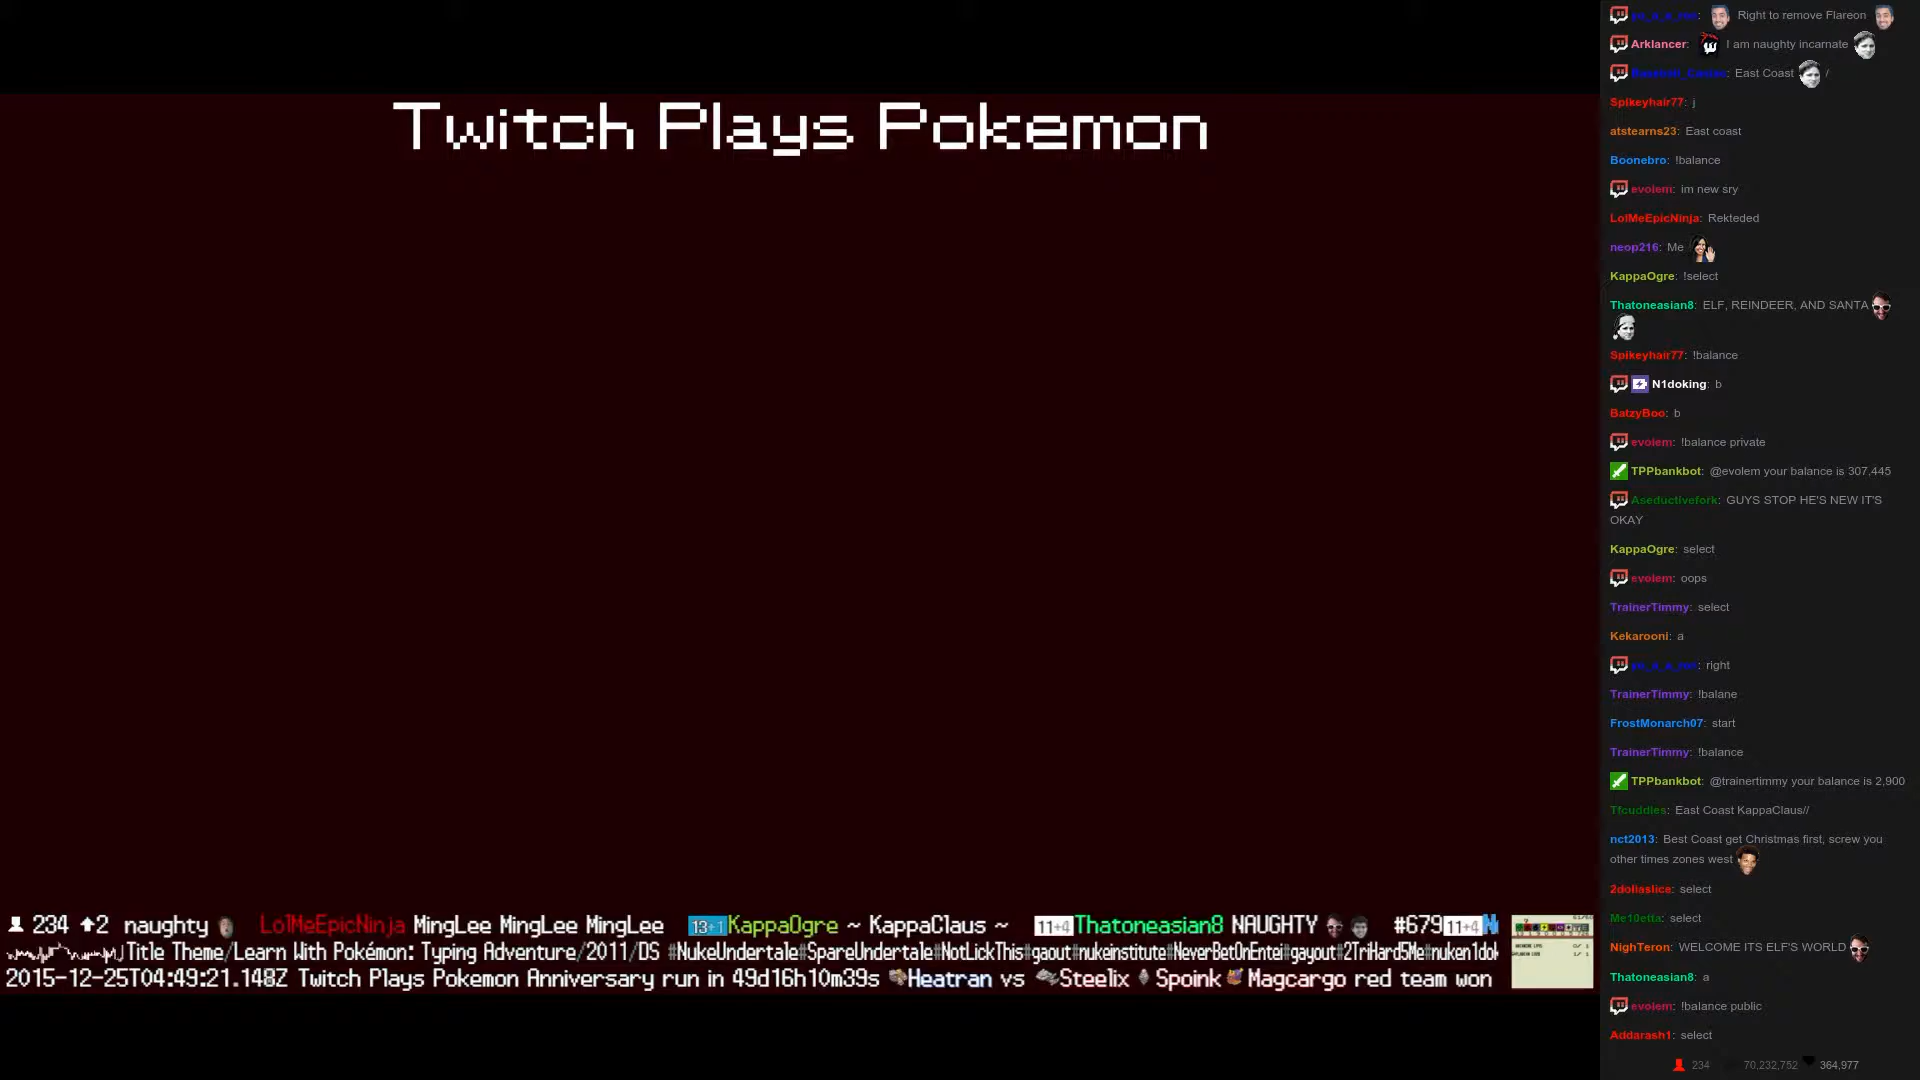 Twitch Plays Pokemon
234 2 naughty LolMeEpicNinja MingLee MingLee MingLee 13+1 KappaOgre ~ KappaClaus ~ 11+4 Thatoneasian8 NAUGHTY #679 11+4
Title Theme/Learn With Pokémon: Typing Adventure/2011/DS #NukeUndertale#SpareUndertale#NotLickThis#gaout#nukeinstitute#NeverBetOnEntei#gayout#2TriHard5Me#nuken1dok
2015-12-25T04:49:21.148Z Twitch Plays Pokemon Anniversary run in 49d16h10m39s Heatran vs Steelix Spoink Magcargo red team won
Right to remove Flareon
Arklancer: I am naughty incarnate
East Coast /
Spikeyhair77: j
atstearns23: East coast
Boonebro: !balance
evolem: im new sry
LolMeEpicNinja: Rekteded
neop216: Me
KappaOgre: !select
Thatoneasian8: ELF, REINDEER, AND SANTA
Spikeyhair77: !balance
N1doking: b
BatzyBoo: b
evolem: !balance private
TPPbankbot: @evolem your balance is 307,445
Aseductivefork: GUYS STOP HE'S NEW IT'S
OKAY
KappaOgre: select
evolem: oops
TrainerTimmy: select
Kekarooni: a
right
TrainerTimmy: !balane
FrostMonarch07: start
TrainerTimmy: !balance
TPPbankbot: @trainertimmy your balance is 2,900
Tfcuddles: East Coast KappaClaus//
nct2013: Best Coast get Christmas first, screw you
other times zones west
2dollaslice: select
Me10etta: select
NighTeron: WELCOME ITS ELF'S WORLD
Thatoneasian8: a
evolem: !balance public
Addarash1: select
234 70,232,752 364,977